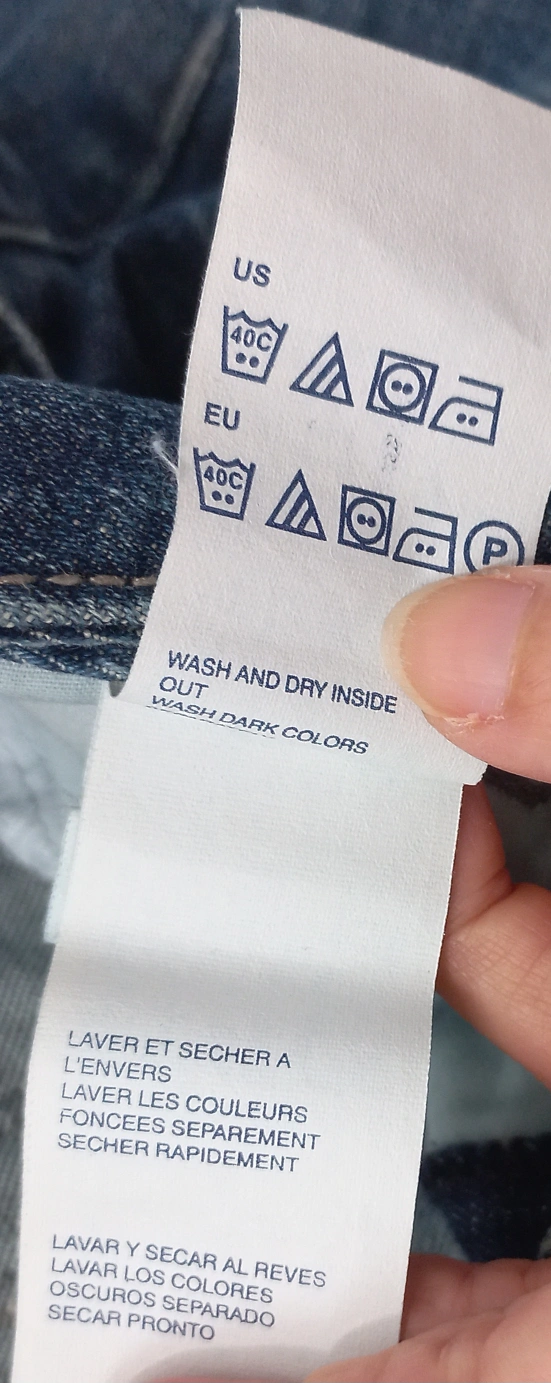 US
40C
EU
40C
P
WASH AND DRY INSIDE
OUT
WASH DARK COLORS
LAVER ET SECHER A
L'ENVERS
LAVER LES COULEURS
FONCEES SEPAREMENT
SECHER RAPIDEMENT
LAVAR Y SECAR AL REVES
LAVAR LOS COLORES
OSCUROS SEPARADO
SECAR PRONTO